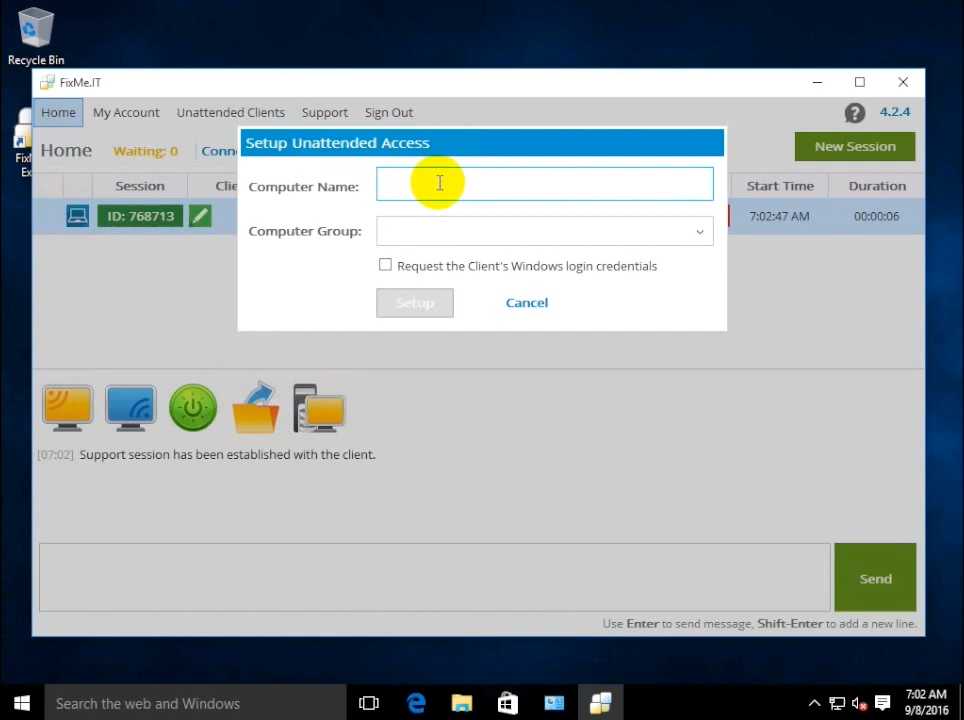 Recycle Bin
FixMe.IT
Home My Account Unattended Clients Support Sign Out 4.2.4
Home Waiting: 0 New Session
Setup Unattended Access
Session Start Time Duration
Computer Name:
ID: 768713 7:02:47 AM 00:00:06
Computer Group:
Request the Client's Windows login credentials
Setup Cancel
[07:02] Support session has been established with the client.
Send
Use Enter to send message, Shift-Enter to add a new line.
Search the web and Windows
7:02 AM
9/8/2016